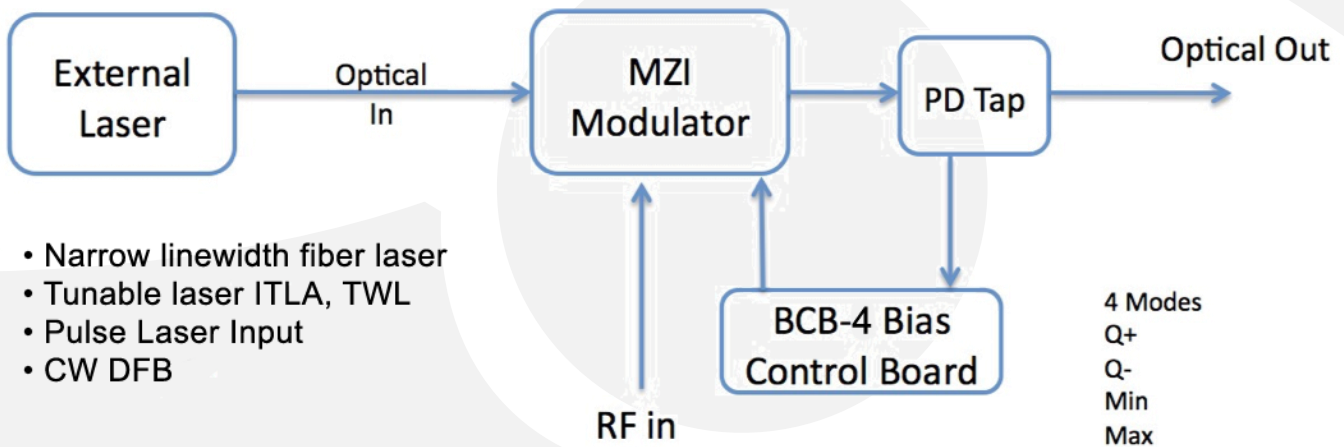 External
Laser
Optical
In
MZI
Modulator
PD Tap
Optical Out
• Narrow linewidth fiber laser
• Tunable laser ITLA, TWL
• Pulse Laser Input
• CW DFB
RF in
BCB-4 Bias
Control Board
4 Modes
Q+
Q-
Min
Max